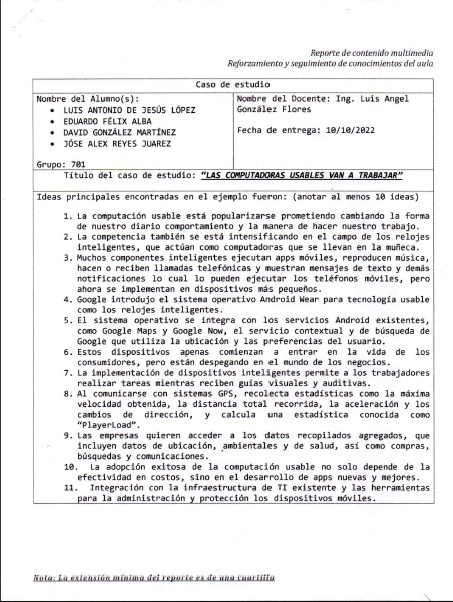 Reporte de contenido multimedia
Reforzamiento y seguimiento de conocimientos del aula
Caso de estudio
Nombre del Alumno(s):
• LUIS ANTONIO DE JESÚS LÓPEZ
• EDUARDO FÉLIX ALBA
• DAVID GONZÁLEZ MARTÍNEZ
• JÓSE ALEX REYES JUAREZ
Grupo: 701
Nombre del Docente: Ing. Luis Angel
González Flores
Fecha de entrega: 10/10/2022
Título del caso de estudio: "LAS COMPUTADORAS USABLES VAN A TRABAJAR"
Ideas principales encontradas en el ejemplo fueron: (anotar al menos 10 ideas)
1. La computación usable está popularizarse prometiendo cambiando la forma
de nuestro diario comportamiento y la manera de hacer nuestro trabajo.
2. La competencia también se está intensificando en el campo de los relojes
inteligentes, que actúan como computadoras que se llevan en la muñeca.
3. Muchos componentes inteligentes ejecutan apps móviles, reproducen música,
hacen o reciben llamadas telefónicas y muestran mensajes de texto y demás
notificaciones lo cual lo pueden ejecutar los teléfonos móviles, pero
ahora se implementan en dispositivos más pequeños.
4. Google introdujo el sistema operativo Android Wear para tecnología usable
como los relojes inteligentes.
5. El sistema operativo se integra con los servicios Android existentes,
como Google Maps y Google Now, el servicio contextual y de búsqueda de
Google que utiliza la ubicación y las preferencias del usuario.
6. Estos dispositivos apenas comienzan a entrar en la vida de los
consumidores, pero están despegando en el mundo de los negocios.
7. La implementación de dispositivos inteligentes permite a los trabajadores
realizar tareas mientras reciben guías visuales y auditivas.
8. Al comunicarse con sistemas GPS, recolecta estadísticas como la máxima
velocidad obtenida, la distancia total recorrida, la aceleración y los
cambios de dirección, y calcula una estadística conocida como
"PlayerLoad".
9. Las empresas quieren acceder a los datos recopilados agregados, que
incluyen datos de ubicación, ambientales y de salud, así como compras,
búsquedas y comunicaciones.
10. La adopción exitosa de la computación usable no solo depende de la
efectividad en costos, sino en el desarrollo de apps nuevas y mejores.
11. Integración con la infraestructura de TI existente y las herramientas
para la administración y protección los dispositivos móviles.
Nota: La extensión mínima del reporte es de una cuartilla